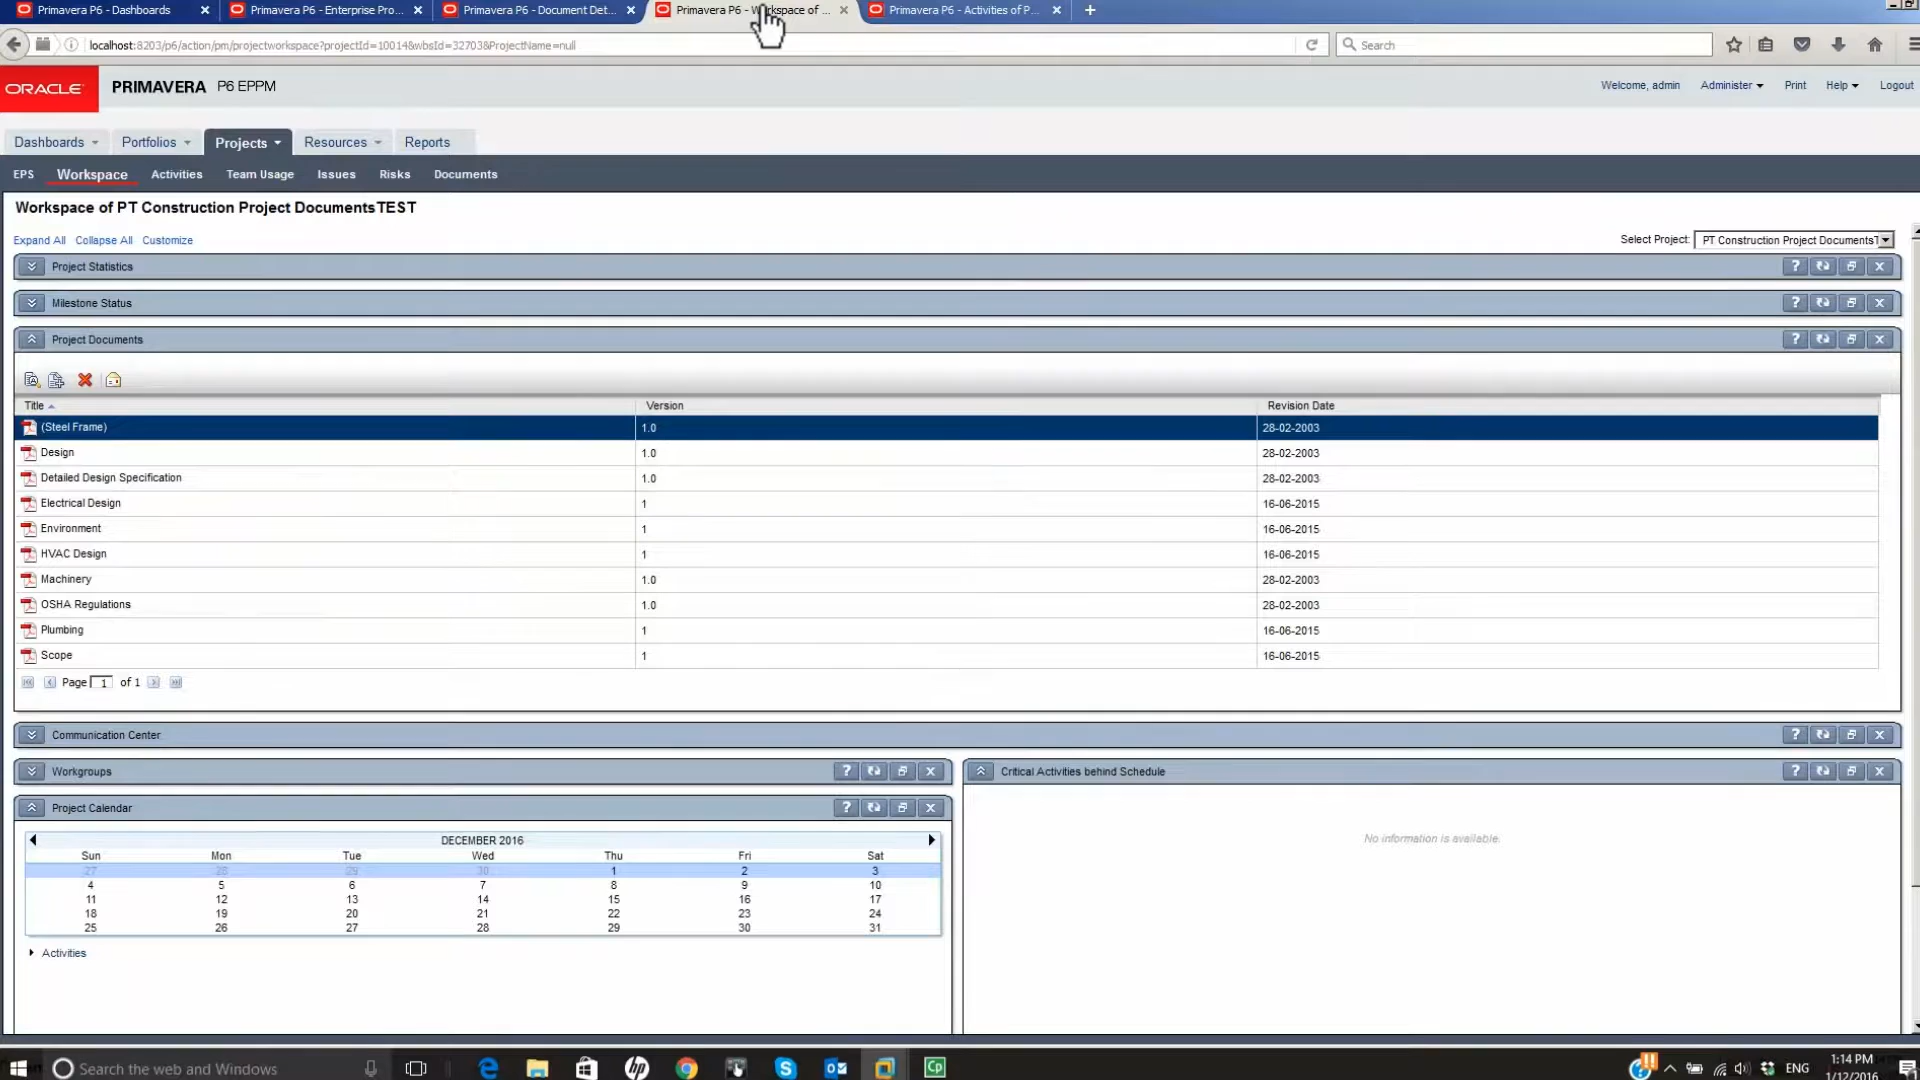 Primavera P6 - Dashboards
Primavera P6 - Enterprise Pro...
Primavera P6 - Document Det...
Primavera P6 - Workspace of ...
Primavera P6 - Activities of P...
localhost:8203/p6/action/pm/projectworkspace?projectId=10014&wbsId=32703&ProjectName=null
Search
ORACLE
PRIMAVERA P6 EPPM
Welcome, admin Administer Print Help Logout
Dashboards Portfolios Projects Resources Reports
EPS Workspace Activities Team Usage Issues Risks Documents
Workspace of PT Construction Project DocumentsTEST
Expand All Collapse All Customize
Select Project: PT Construction Project DocumentsT
Project Statistics
Milestone Status
Project Documents
Title Version Revision Date
(Steel Frame) 1.0 28-02-2003
Design 1.0 28-02-2003
Detailed Design Specification 1.0 28-02-2003
Electrical Design 1 16-06-2015
Environment 1 16-06-2015
HVAC Design 1 16-06-2015
Machinery 1.0 28-02-2003
OSHA Regulations 1.0 28-02-2003
Plumbing 1 16-06-2015
Scope 1 16-06-2015
Page 1 of 1
Communication Center
Workgroups
Critical Activities behind Schedule
Project Calendar
No information is available.
DECEMBER 2016
Sun Mon Tue Wed Thu Fri Sat
27 28 29 30 1 2 3
4 5 6 7 8 9 10
11 12 13 14 15 16 17
18 19 20 21 22 23 24
25 26 27 28 29 30 31
Activities
Search the web and Windows
ENG
1:14 PM
1/12/2016